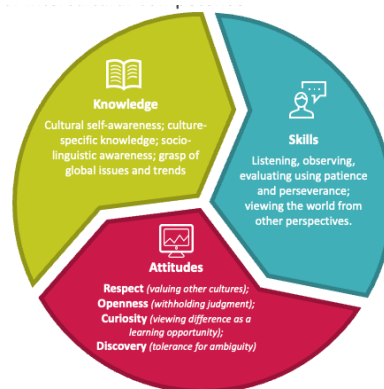 Knowledge
Cultural self-awareness; culture-
specific knowledge; socio-
linguistic awareness; grasp of
global issues and trends
Skills
Listening, observing,
evaluating using patience
and perseverance;
viewing the world from
other perspectives.
Attitudes
Respect (valuing other cultures);
Openness (withholding judgment);
Curiosity (viewing difference as a
learning opportunity);
Discovery (tolerance for ambiguity)